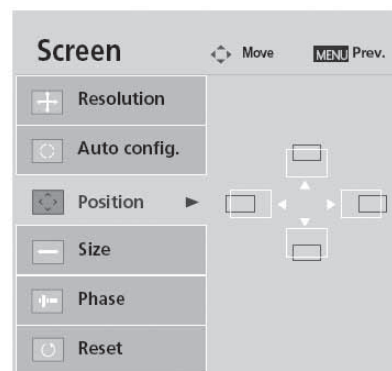 Screen
Move MENU Prev.
Resolution
Auto config.
Position
Size
Phase
Reset